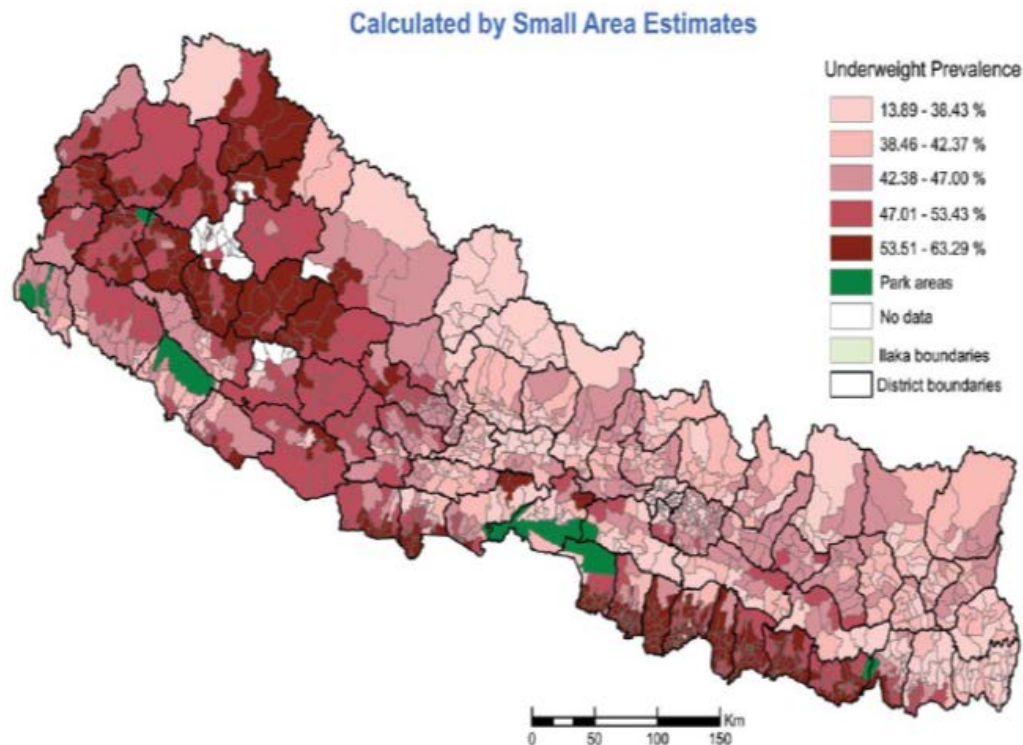 Calculated by Small Area Estimates
Underweight Prevalence
13.89 - 38.43 %
38.46 - 42.37 %
42.38 - 47.00 %
47.01 - 53.43 %
53.51 - 63.29 %
Park areas
No data
Ilaka boundaries
District boundaries
Km
0 50 100 150